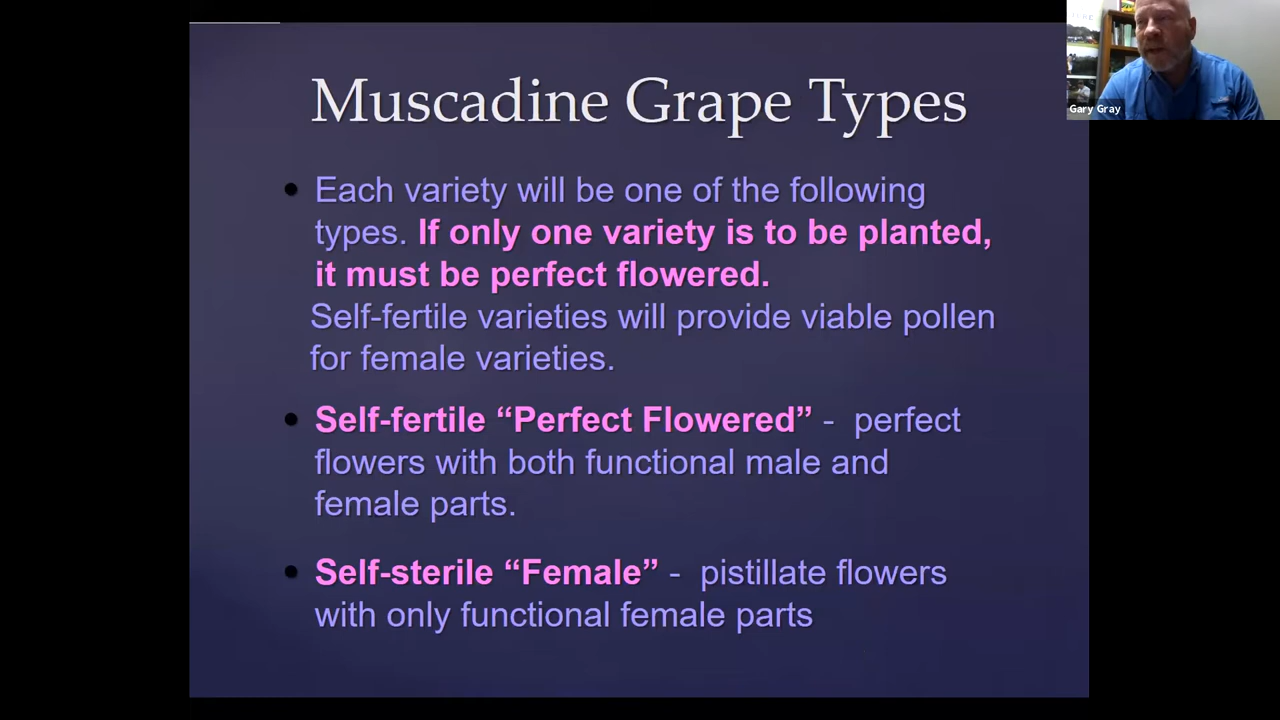 Muscadine Grape Types
Gary Gray
• Each variety will be one of the following
types. If only one variety is to be planted,
it must be perfect flowered.
Self-fertile varieties will provide viable pollen
for female varieties.
• Self-fertile “Perfect Flowered” - perfect
flowers with both functional male and
female parts.
• Self-sterile “Female” - pistillate flowers
with only functional female parts